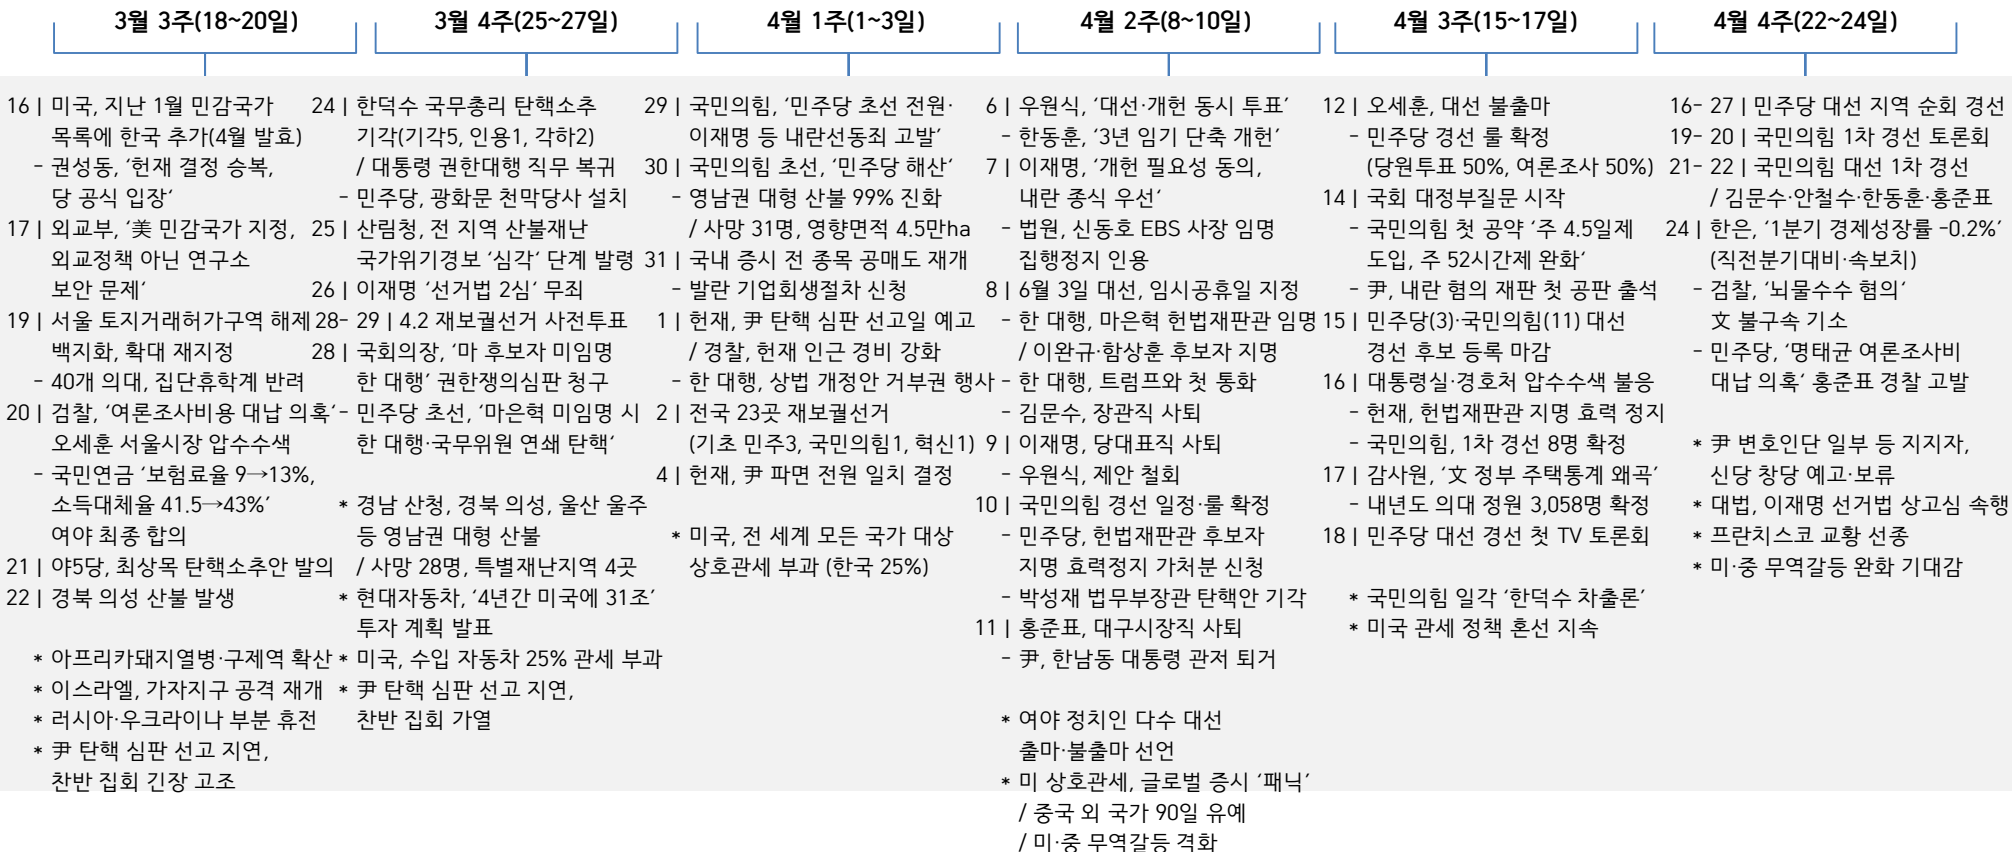 3월 3주(18~20일)
16 | 미국, 지난 1월 민감국가
목록에 한국 추가(4월 발효)
- 권성동, ‘헌재 결정 승복,
당 공식 입장‘
17 | 외교부, ‘美 민감국가 지정,
외교정책 아닌 연구소
보안 문제‘
19 | 서울 토지거래허가구역 해제
백지화, 확대 재지정
- 40개 의대, 집단휴학계 반려
20 | 검찰, ‘여론조사비용 대납 의혹‘
오세훈 서울시장 압수수색
- 국민연금 ‘보험료율 9→13%,
소득대체율 41.5→43%’
여야 최종 합의
21 | 야5당, 최상목 탄핵소추안 발의
22 | 경북 의성 산불 발생
* 아프리카돼지열병·구제역 확산
* 이스라엘, 가자지구 공격 재개
* 러시아·우크라이나 부분 휴전
* 尹 탄핵 심판 선고 지연,
찬반 집회 긴장 고조
3월 4주(25~27일)
24 | 한덕수 국무총리 탄핵소추
기각(기각5, 인용1, 각하2)
/ 대통령 권한대행 직무 복귀
- 민주당, 광화문 천막당사 설치
25 | 산림청, 전 지역 산불재난
국가위기경보 ‘심각’ 단계 발령
26 | 이재명 ‘선거법 2심’ 무죄
28- 29 | 4.2 재보궐선거 사전투표
28 | 국회의장, ‘마 후보자 미임명
한 대행’ 권한쟁의심판 청구
- 민주당 초선, ‘마은혁 미임명 시
한 대행·국무위원 연쇄 탄핵‘
* 경남 산청, 경북 의성, 울산 울주
등 영남권 대형 산불
/ 사망 28명, 특별재난지역 4곳
* 현대자동차, ‘4년간 미국에 31조’
투자 계획 발표
* 미국, 수입 자동차 25% 관세 부과
* 尹 탄핵 심판 선고 지연,
찬반 집회 가열
4월 1주(1~3일)
29 | 국민의힘, ‘민주당 초선 전원·
이재명 등 내란선동죄 고발’
30 | 국민의힘 초선, ‘민주당 해산‘
- 영남권 대형 산불 99% 진화
/ 사망 31명, 영향면적 4.5만ha
31 | 국내 증시 전 종목 공매도 재개
- 발란 기업회생절차 신청
1 | 헌재, 尹 탄핵 심판 선고일 예고
/ 경찰, 헌재 인근 경비 강화
- 한 대행, 상법 개정안 거부권 행사
2 | 전국 23곳 재보궐선거
(기초 민주3, 국민의힘1, 혁신1)
4 | 헌재, 尹 파면 전원 일치 결정
* 미국, 전 세계 모든 국가 대상
상호관세 부과 (한국 25%)
4월 2주(8~10일)
6 | 우원식, ‘대선·개헌 동시 투표’
- 한동훈, ‘3년 임기 단축 개헌’
7 | 이재명, ‘개헌 필요성 동의,
내란 종식 우선‘
- 법원, 신동호 EBS 사장 임명
집행정지 인용
8 | 6월 3일 대선, 임시공휴일 지정
- 한 대행, 마은혁 헌법재판관 임명
/ 이완규·함상훈 후보자 지명
- 한 대행, 트럼프와 첫 통화
- 김문수, 장관직 사퇴
9 | 이재명, 당대표직 사퇴
- 우원식, 제안 철회
10 | 국민의힘 경선 일정·룰 확정
- 민주당, 헌법재판관 후보자
지명 효력정지 가처분 신청
- 박성재 법무부장관 탄핵안 기각
11 | 홍준표, 대구시장직 사퇴
- 尹, 한남동 대통령 관저 퇴거
* 여야 정치인 다수 대선
출마·불출마 선언
* 미 상호관세, 글로벌 증시 ‘패닉’
/ 중국 외 국가 90일 유예
/ 미·중 무역갈등 격화
4월 3주(15~17일)
12 | 오세훈, 대선 불출마
- 민주당 경선 룰 확정
(당원투표 50%, 여론조사 50%)
14 | 국회 대정부질문 시작
- 국민의힘 첫 공약 ‘주 4.5일제
도입, 주 52시간제 완화’
- 尹, 내란 혐의 재판 첫 공판 출석
15 | 민주당(3)·국민의힘(11) 대선
경선 후보 등록 마감
16 | 대통령실·경호처 압수수색 불응
- 헌재, 헌법재판관 지명 효력 정지
- 국민의힘, 1차 경선 8명 확정
17 | 감사원, ‘文 정부 주택통계 왜곡’
- 내년도 의대 정원 3,058명 확정
18 | 민주당 대선 경선 첫 TV 토론회
* 국민의힘 일각 ‘한덕수 차출론’
* 미국 관세 정책 혼선 지속
4월 4주(22~24일)
16- 27 | 민주당 대선 지역 순회 경선
19- 20 | 국민의힘 1차 경선 토론회
21- 22 | 국민의힘 대선 1차 경선
/ 김문수·안철수·한동훈·홍준표
24 | 한은, ‘1분기 경제성장률 -0.2%’
(직전분기대비·속보치)
- 검찰, ‘뇌물수수 혐의’
文 불구속 기소
- 민주당, ‘명태균 여론조사비
대납 의혹‘ 홍준표 경찰 고발
* 尹 변호인단 일부 등 지지자,
신당 창당 예고·보류
* 대법, 이재명 선거법 상고심 속행
* 프란치스코 교황 선종
* 미·중 무역갈등 완화 기대감